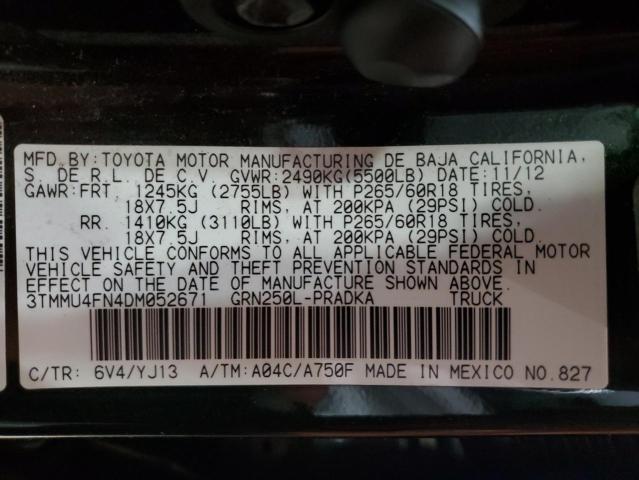 MFD.BY:TOYOTA MOTOR MANUFACTURING DE BAJA CALIFORNIA,
S. DE R.L. DE C.V. GVWR:2490KG(5500LB) DATE:11/12
GAWR:FRT. 1245KG (2755LB) WITH P265/60R18 TIRES,
18X7.5J RIMS, AT 200KPA (29PSI) COLD.
RR. 1410KG (3110LB) WITH P265/60R18 TIRES,
18X7.5J RIMS, AT 200KPA (29PSI) COLD.
THIS VEHICLE CONFORMS TO ALL APPLICABLE FEDERAL MOTOR
VEHICLE SAFETY AND THEFT PREVENTION STANDARDS IN
EFFECT ON THE DATE OF MANUFACTURE SHOWN ABOVE.
3TMMU4FN4DM052671 GRN250L-PRADKA TRUCK
C/TR: 6V4/YJ13 A/TM:A04C/A750F MADE IN MEXICO NO.827